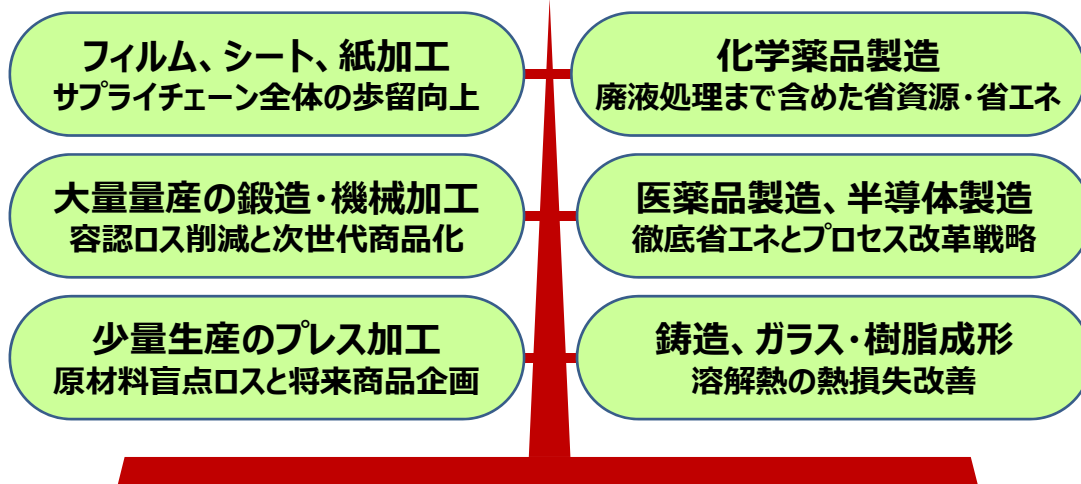 フィルム、シート、紙加工
サプライチェーン全体の歩留向上
化学薬品製造
廃液処理まで含めた省資源・省エネ
大量量産の鍛造・機械加工
容認ロス削減と次世代商品化
医薬品製造、半導体製造
徹底省エネとプロセス改革戦略
少量生産のプレス加工
原材料盲点ロスと将来商品企画
鋳造、ガラス・樹脂成形
溶解熱の熱損失改善